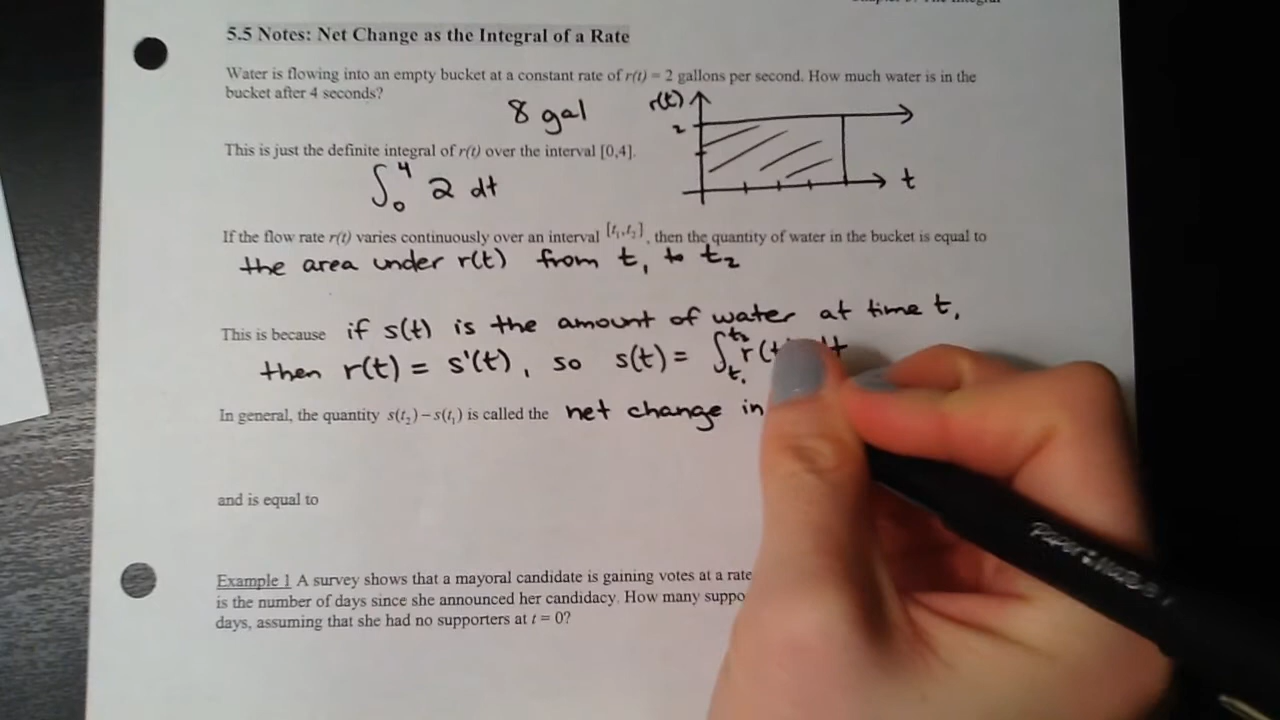 5.5 Notes: Net Change as the Integral of a Rate
Water is flowing into an empty bucket at a constant rate of r(t) = 2 gallons per second. How much water is in the
bucket after 4 seconds?
8 gal
r(t)
2
t
This is just the definite integral of r(t) over the interval [0,4].
∫₀⁴ 2 dt
If the flow rate r(t) varies continuously over an interval [t₁,t₂], then the quantity of water in the bucket is equal to
the area under r(t) from t₁ to t₂
This is because if s(t) is the amount of water at time t,
then r(t) = s'(t), so s(t) = ∫ₜ₁ᵗ² r(t) dt
In general, the quantity s(t₂)−s(t₁) is called the net change in
and is equal to
Example 1 A survey shows that a mayoral candidate is gaining votes at a rate
is the number of days since she announced her candidacy. How many
days, assuming that she had no supporters at t = 0?
Paper Mate